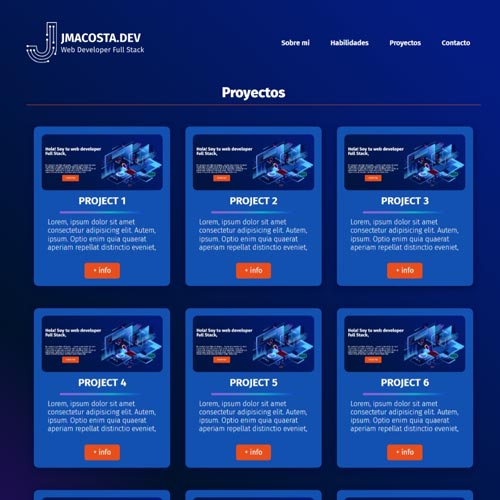 JMACOSTA.DEV
Web Developer Full Stack
Sobre mi
Habilidades
Proyectos
Contacto
Proyectos
Hola! Soy tu web developer
Full Stack,
PROJECT 1
Lorem, ipsum dolor sit amet
consectetur adipisicing elit. Autem,
ipsum. Optio enim quia quaerat
aperiam repellat distinctio eveniet,
+ info
Hola! Soy tu web developer
Full Stack,
PROJECT 2
Lorem, ipsum dolor sit amet
consectetur adipisicing elit. Autem,
ipsum. Optio enim quia quaerat
aperiam repellat distinctio eveniet,
+ info
Hola! Soy tu web developer
Full Stack,
PROJECT 3
Lorem, ipsum dolor sit amet
consectetur adipisicing elit. Autem,
ipsum. Optio enim quia quaerat
aperiam repellat distinctio eveniet,
+ info
Hola! Soy tu web developer
Full Stack,
PROJECT 4
Lorem, ipsum dolor sit amet
consectetur adipisicing elit. Autem,
ipsum. Optio enim quia quaerat
aperiam repellat distinctio eveniet,
+ info
Hola! Soy tu web developer
Full Stack,
PROJECT 5
Lorem, ipsum dolor sit amet
consectetur adipisicing elit. Autem,
ipsum. Optio enim quia quaerat
aperiam repellat distinctio eveniet,
+ info
Hola! Soy tu web developer
Full Stack,
PROJECT 6
Lorem, ipsum dolor sit amet
consectetur adipisicing elit. Autem,
ipsum. Optio enim quia quaerat
aperiam repellat distinctio eveniet,
+ info